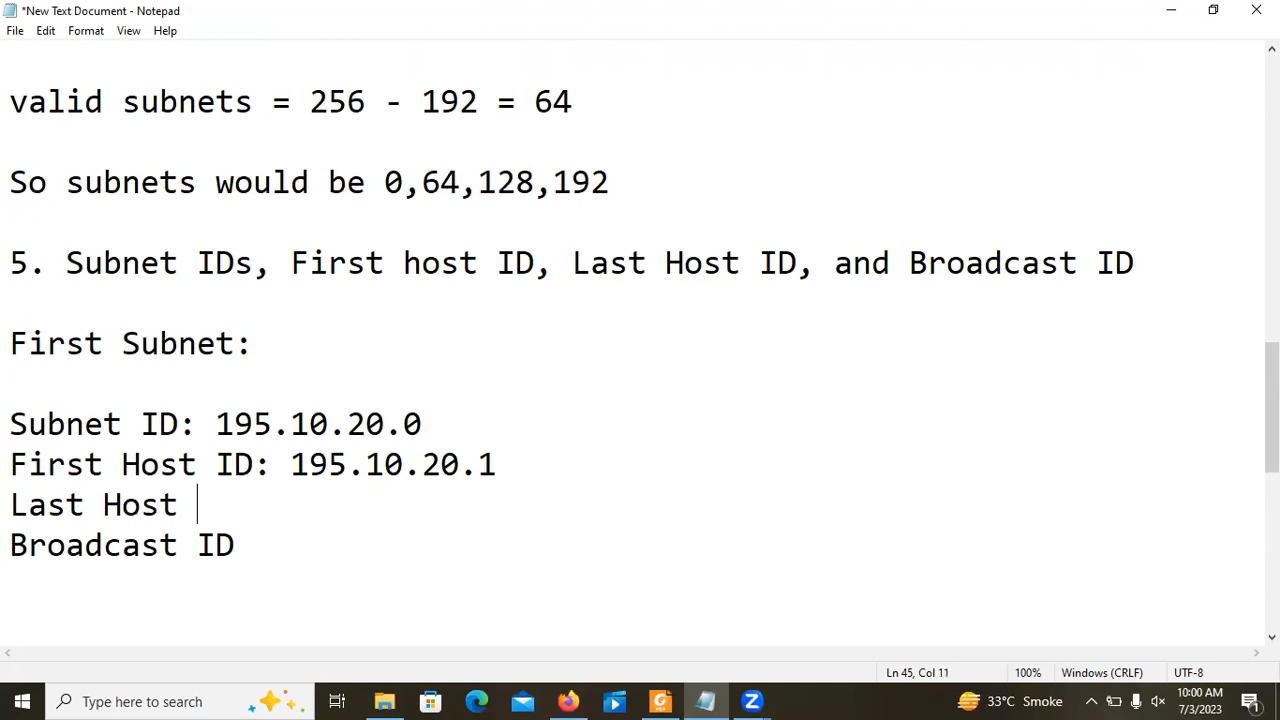 *New Text Document - Notepad
File Edit Format View Help
valid subnets = 256 - 192 = 64
So subnets would be 0,64,128,192
5. Subnet IDs, First host ID, Last Host ID, and Broadcast ID
First Subnet:
Subnet ID: 195.10.20.0
First Host ID: 195.10.20.1
Last Host
Broadcast ID
Ln 45, Col 11 100% Windows (CRLF) UTF-8
Type here to search 33°C Smoke 10:00 AM
7/3/2023 1